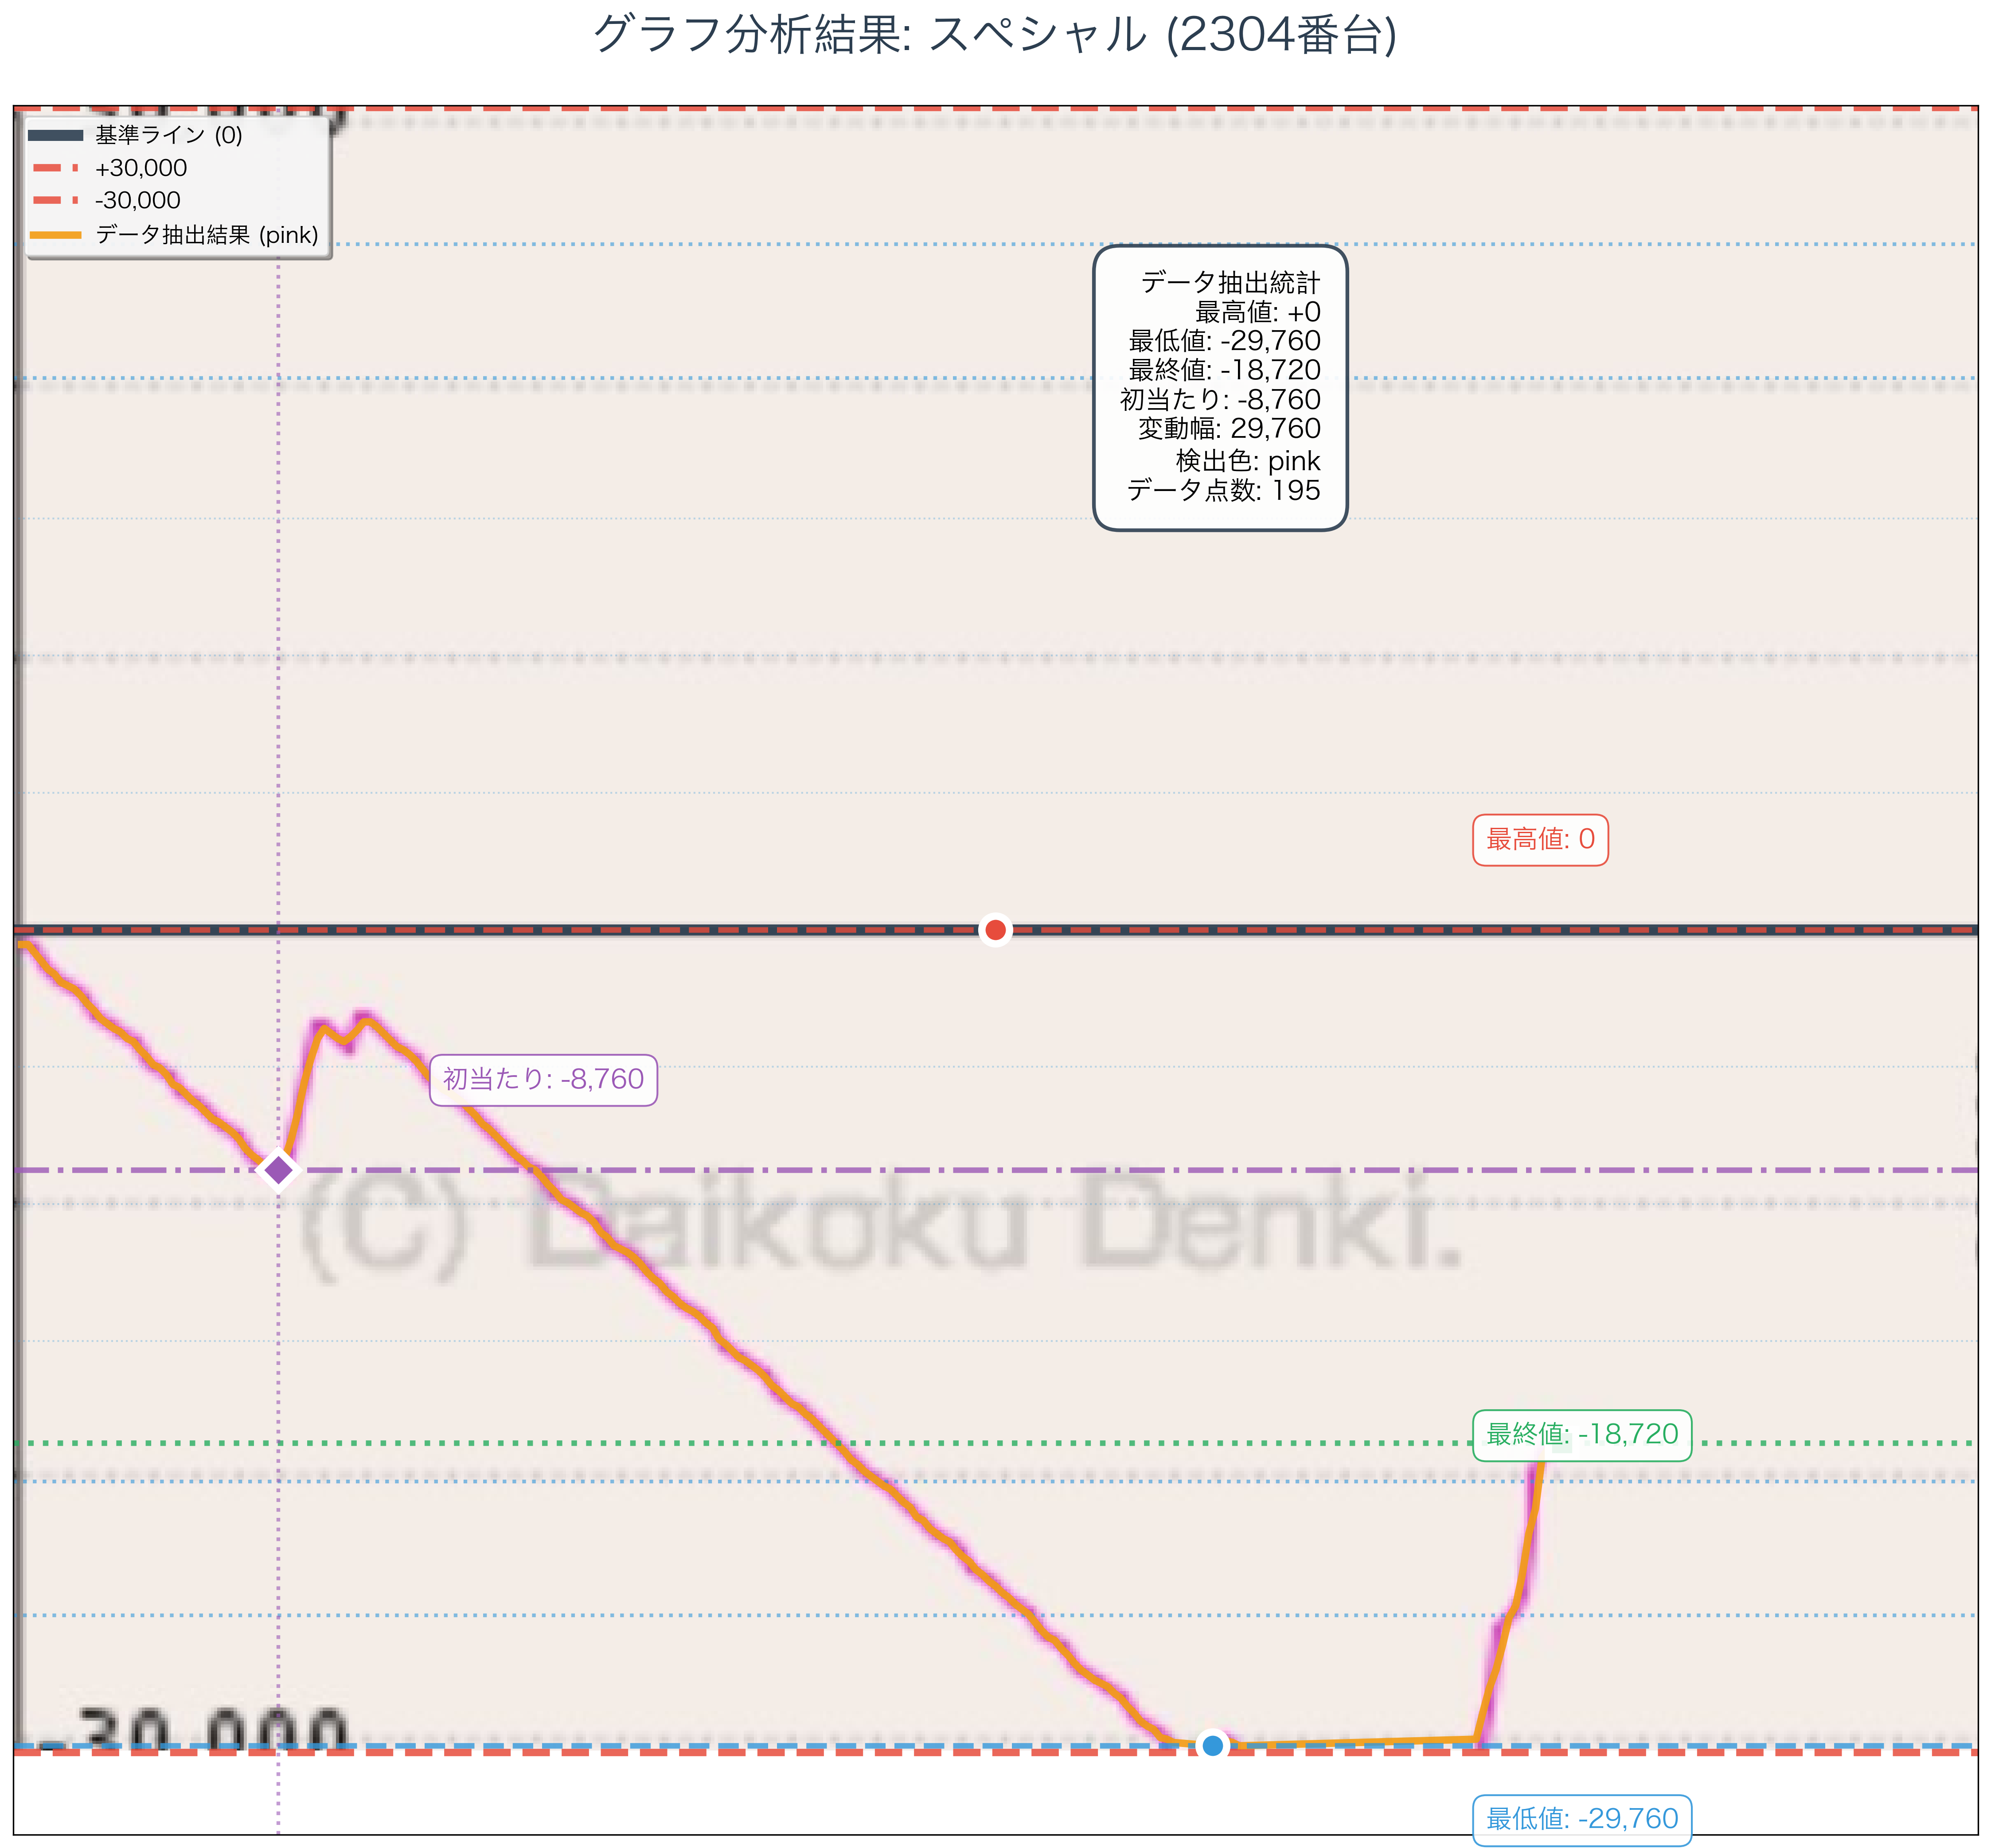 グラフ分析結果: スペシャル (2304番台)
基準ライン (0)
+30,000
-30,000
データ抽出結果 (pink)
データ抽出統計
最高値: +0
最低値: -29,760
最終値: -18,720
初当たり: -8,760
変動幅: 29,760
検出色: pink
データ点数: 195
最高値: 0
初当たり: -8,760
(C) Daikoku Denki.
最終値: -18,720
-30,000
最低値: -29,760